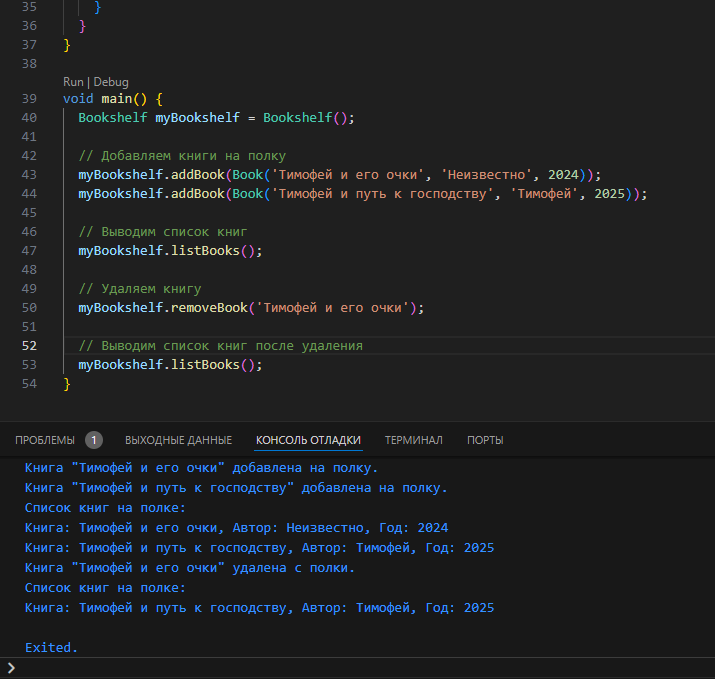 35 }
36 }
37 }
38
Run | Debug
39 void main() {
40 Bookshelf myBookshelf = Bookshelf();
41
42 // Добавляем книги на полку
43 myBookshelf.addBook(Book('Тимофей и его очки', 'Неизвестно', 2024));
44 myBookshelf.addBook(Book('Тимофей и путь к господству', 'Тимофей', 2025));
45
46 // Выводим список книг
47 myBookshelf.listBooks();
48
49 // Удаляем книгу
50 myBookshelf.removeBook('Тимофей и его очки');
51
52 // Выводим список книг после удаления
53 myBookshelf.listBooks();
54 }
ПРОБЛЕМЫ 1 ВЫХОДНЫЕ ДАННЫЕ КОНСОЛЬ ОТЛАДКИ ТЕРМИНАЛ ПОРТЫ
Книга "Тимофей и его очки" добавлена на полку.
Книга "Тимофей и путь к господству" добавлена на полку.
Список книг на полке:
Книга: Тимофей и его очки, Автор: Неизвестно, Год: 2024
Книга: Тимофей и путь к господству, Автор: Тимофей, Год: 2025
Книга "Тимофей и его очки" удалена с полки.
Список книг на полке:
Книга: Тимофей и путь к господству, Автор: Тимофей, Год: 2025
Exited.